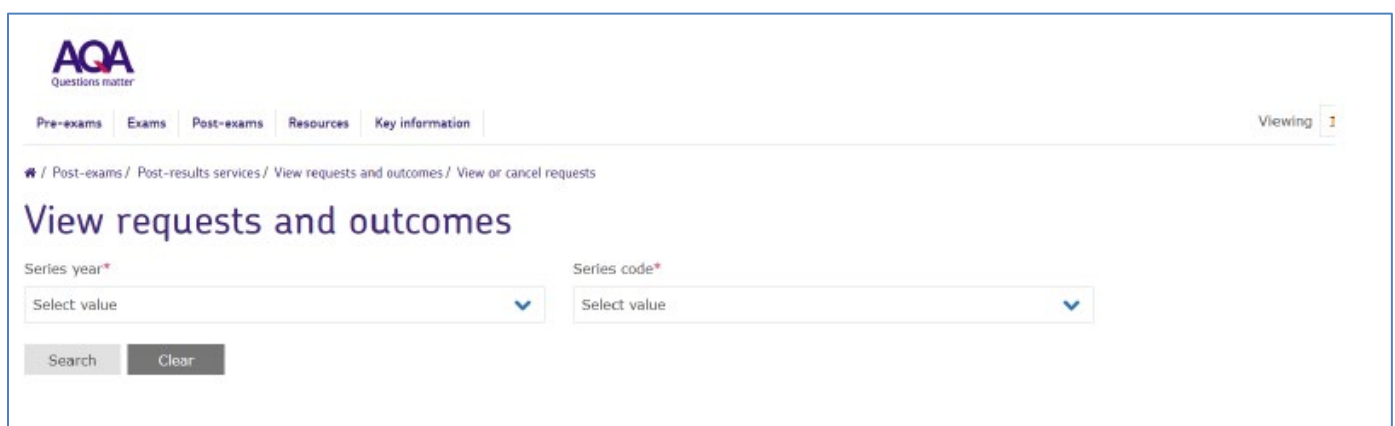 AQA
Questions matter
Pre-exams Exams Post-exams Resources Key information Viewing
/ Post-exams / Post-results services / View requests and outcomes / View or cancel requests
View requests and outcomes
Series year* Series code*
Select value Select value
Search Clear